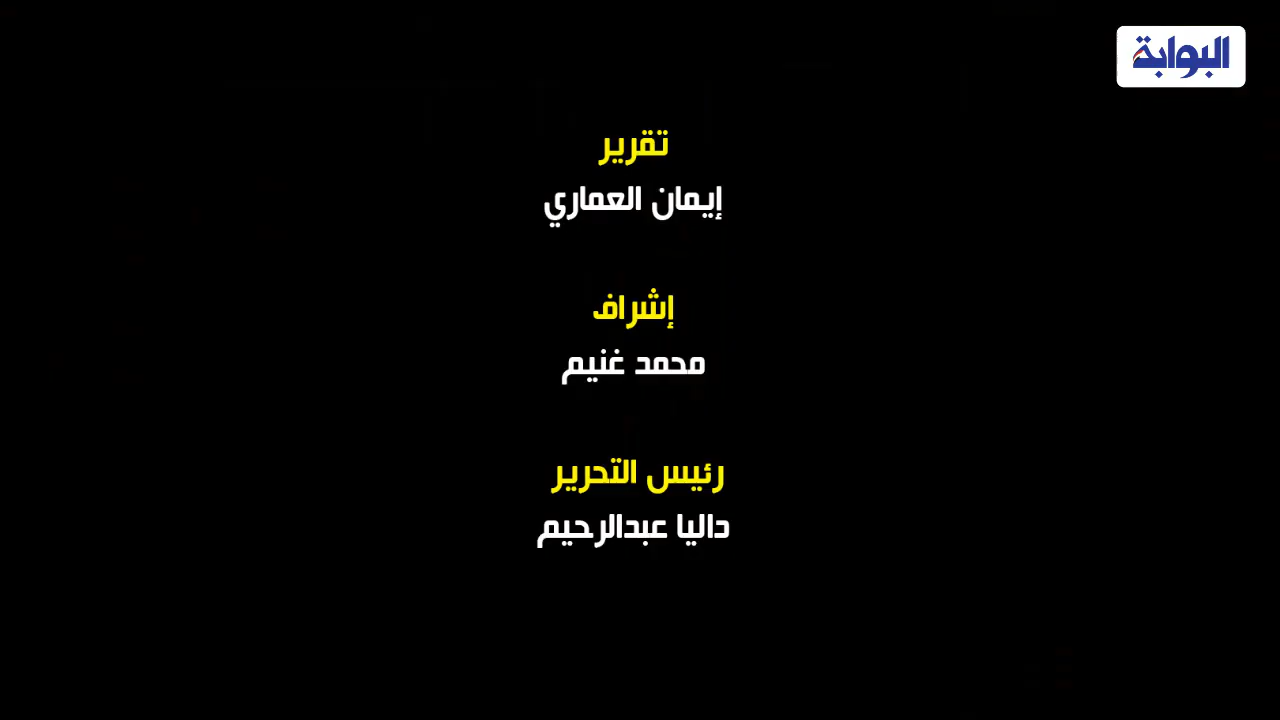 البوابة
تقرير
إيمان العماري
إشراف
محمد غنيم
رئيس التحرير
داليا عبدالرحيم